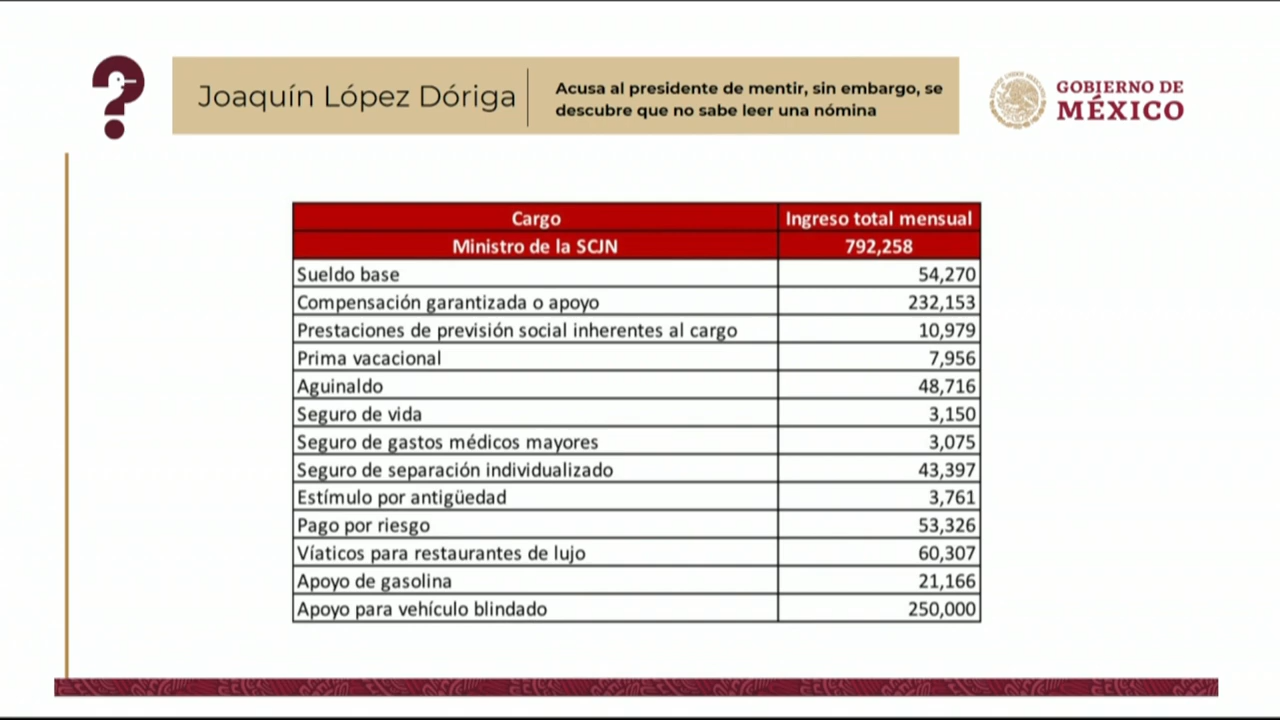 Joaquín López Dóriga
Acusa al presidente de mentir, sin embargo, se
descubre que no sabe leer una nómina
GOBIERNO DE
MÉXICO
Cargo Ingreso total mensual
Ministro de la SCJN 792,258
Sueldo base 54,270
Compensación garantizada o apoyo 232,153
Prestaciones de previsión social inherentes al cargo 10,979
Prima vacacional 7,956
Aguinaldo 48,716
Seguro de vida 3,150
Seguro de gastos médicos mayores 3,075
Seguro de separación individualizado 43,397
Estímulo por antigüedad 3,761
Pago por riesgo 53,326
Víaticos para restaurantes de lujo 60,307
Apoyo de gasolina 21,166
Apoyo para vehículo blindado 250,000